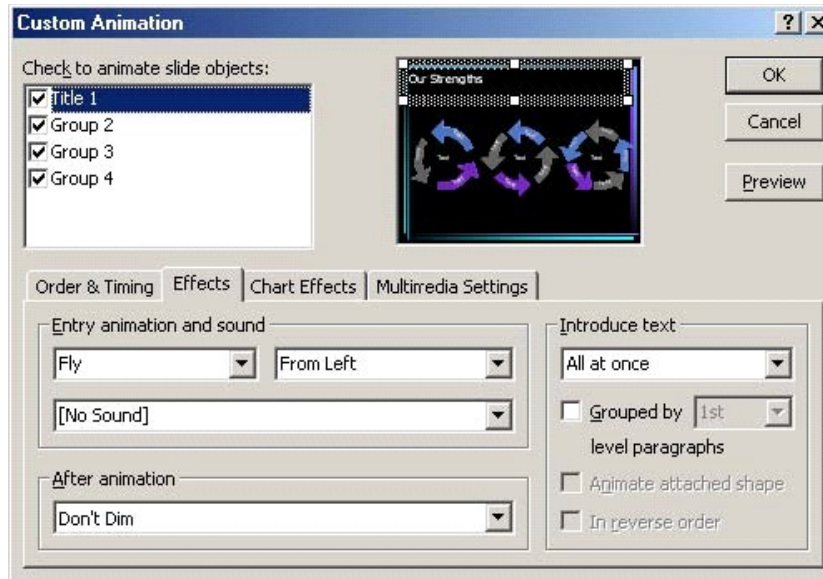 Custom Animation
Check to animate slide objects:
Title 1
Group 2
Group 3
Group 4
Our Strengths
OK
Cancel
Preview
Order & Timing Effects Chart Effects Multimedia Settings
Entry animation and sound
Fly From Left
[No Sound]
After animation
Don't Dim
Introduce text
All at once
Grouped by 1st
level paragraphs
Animate attached shape
In reverse order